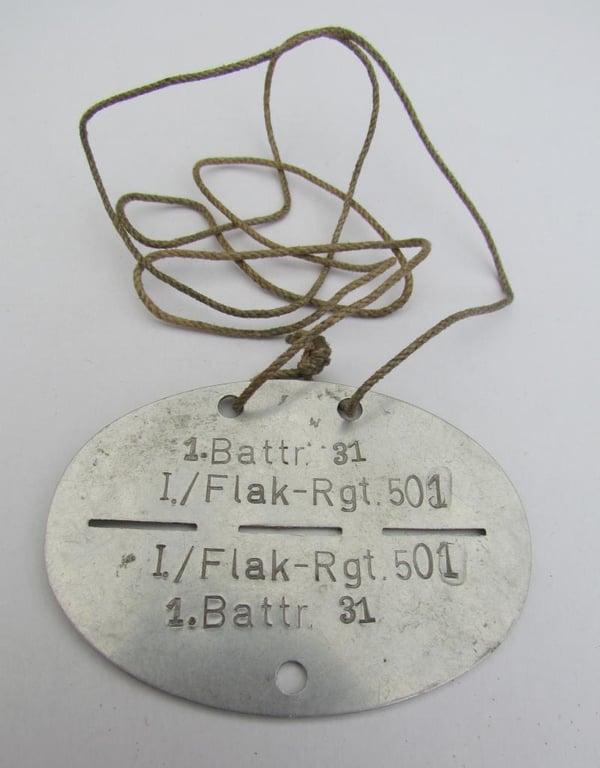 1. Battr. 31
I./Flak-Rgt. 501
I./Flak-Rgt. 501
1. Battr. 31